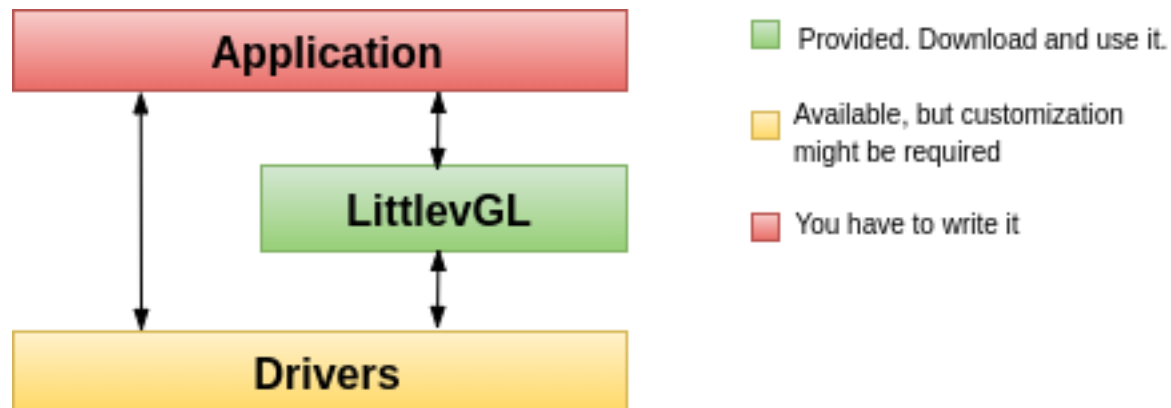 Application
LittlevGL
Drivers
Provided. Download and use it.
Available, but customization
might be required
You have to write it